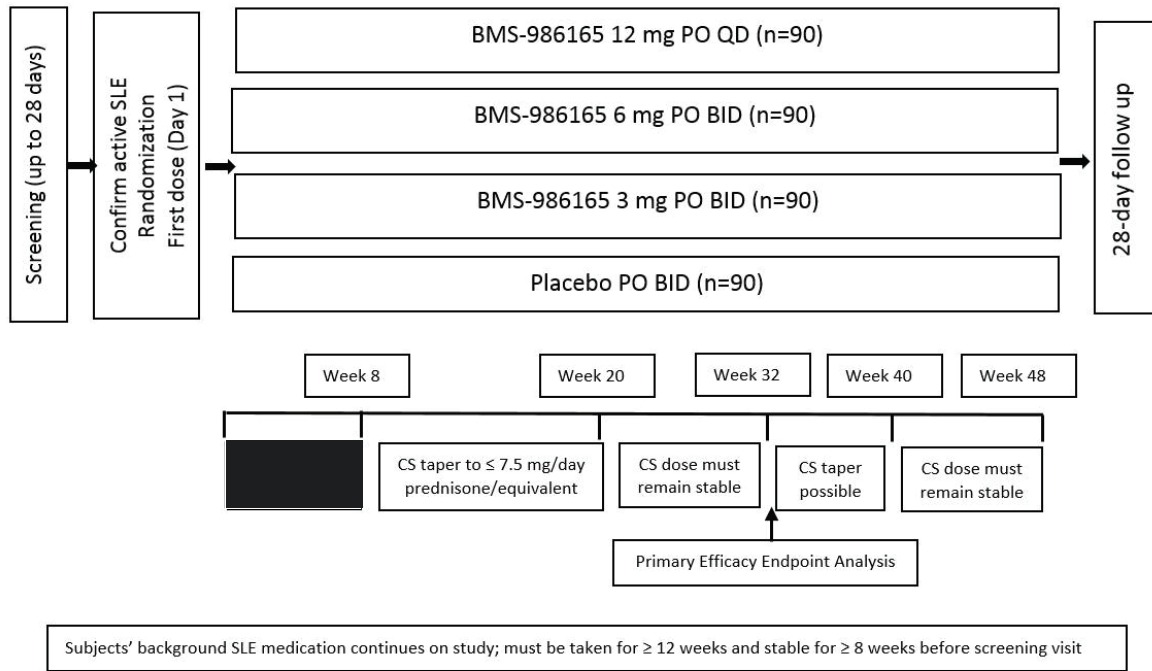 Screening (up to 28 days)
Confirm active SLE
Randomization
First dose (Day 1)
BMS-986165 12 mg PO QD (n=90)
BMS-986165 6 mg PO BID (n=90)
BMS-986165 3 mg PO BID (n=90)
Placebo PO BID (n=90)
28-day follow up
Week 8
Week 20
Week 32
Week 40
Week 48
CS taper to ≤ 7.5 mg/day
prednisone/equivalent
CS dose must
remain stable
CS taper
possible
CS dose must
remain stable
Primary Efficacy Endpoint Analysis
Subjects’ background SLE medication continues on study; must be taken for ≥ 12 weeks and stable for ≥ 8 weeks before screening visit